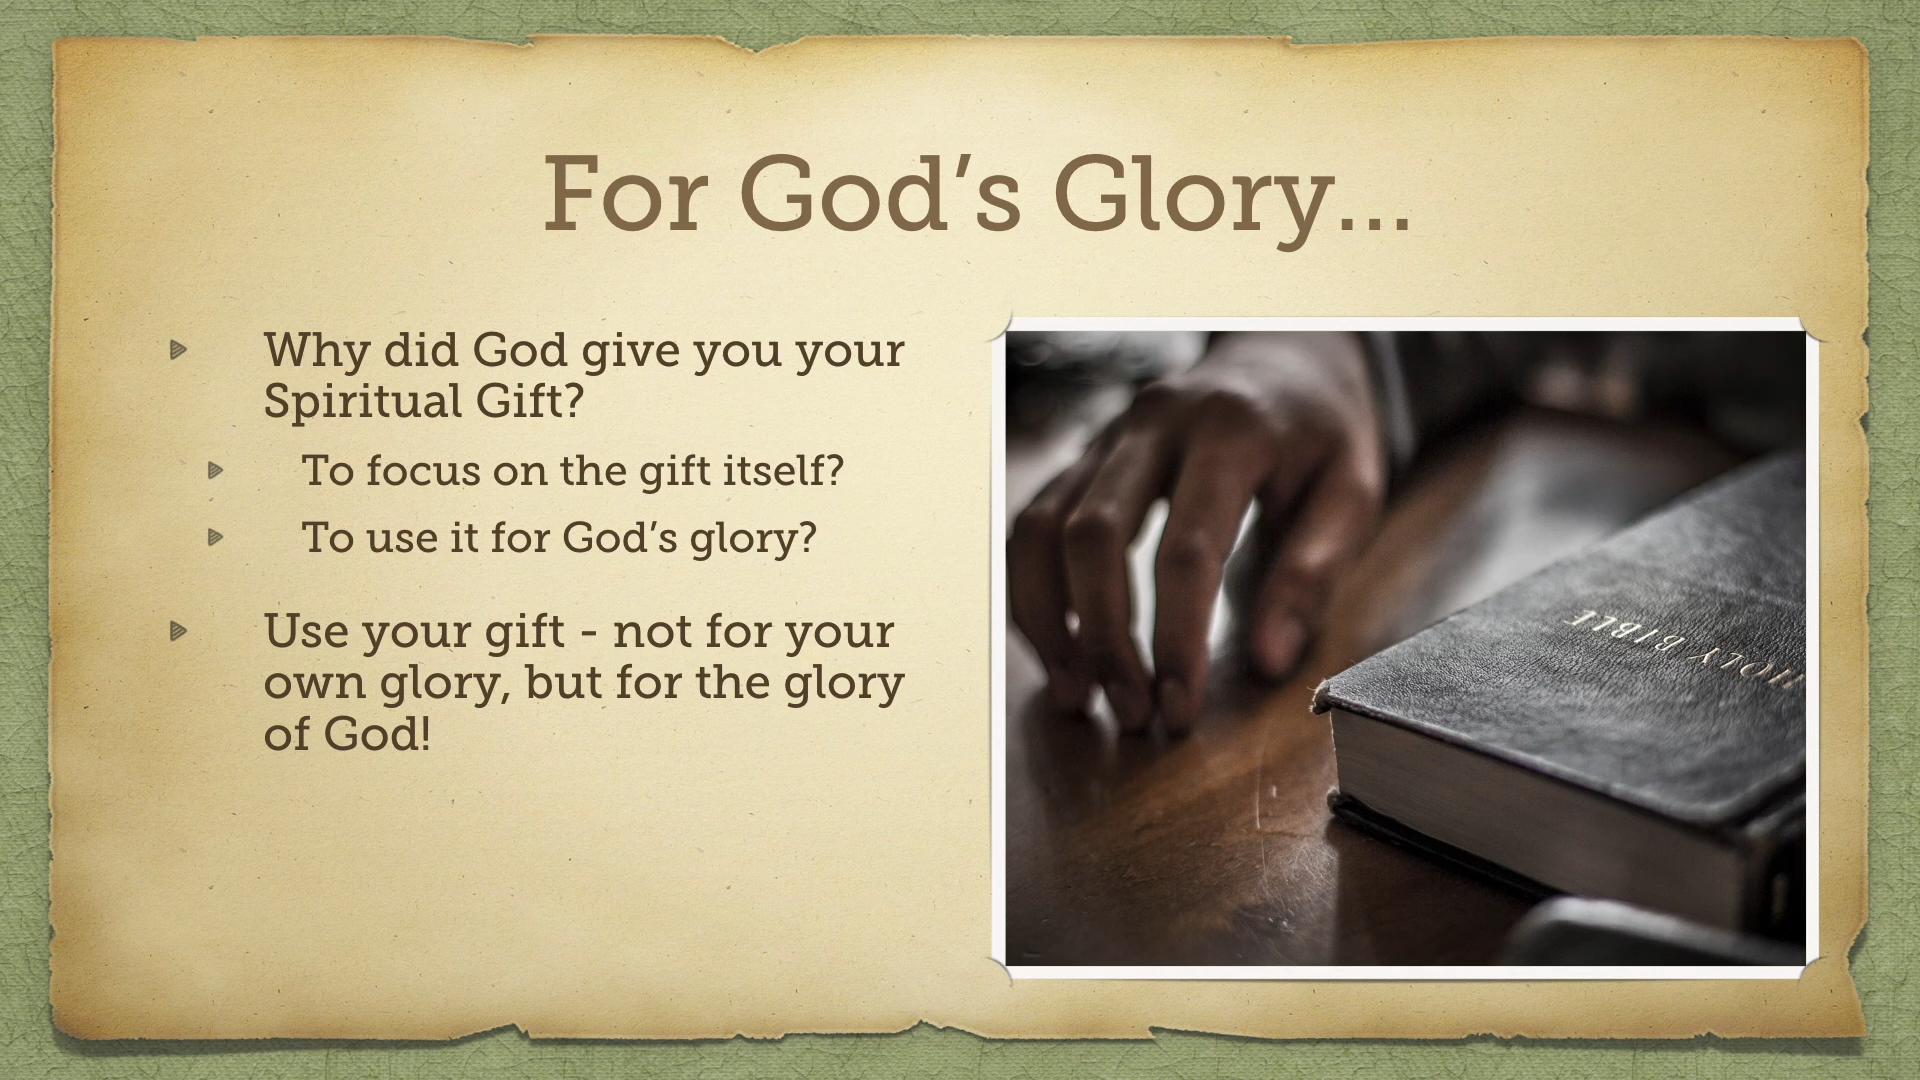 For God’s Glory...
Why did God give you your
Spiritual Gift?
To focus on the gift itself?
To use it for God’s glory?
Use your gift - not for your
own glory, but for the glory
of God!
HOLY BIBLE